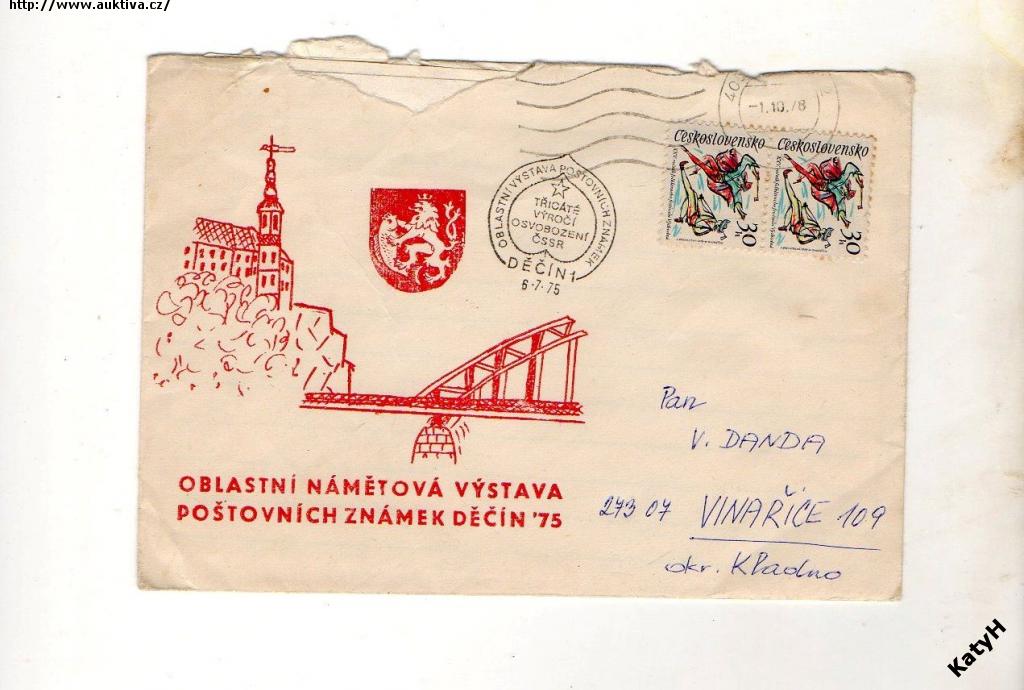 http://www.auktiva.cz/
40
-1.10.78
Československo
Československo
30
h
30
h
OBLASTNÍ VÝSTAVA POŠTOVNÍCH ZNÁMEK
TŘICÁTÉ
VÝROČÍ
OSVOBOZENÍ
ČSSR
DĚČÍN 1
6.7.75
OBLASTNÍ NÁMĚTOVÁ VÝSTAVA
POŠTOVNÍCH ZNÁMEK DĚČÍN '75
Pan
V. DANDA
273 07 VINAŘICE 109
okr. Kladno
KatyH